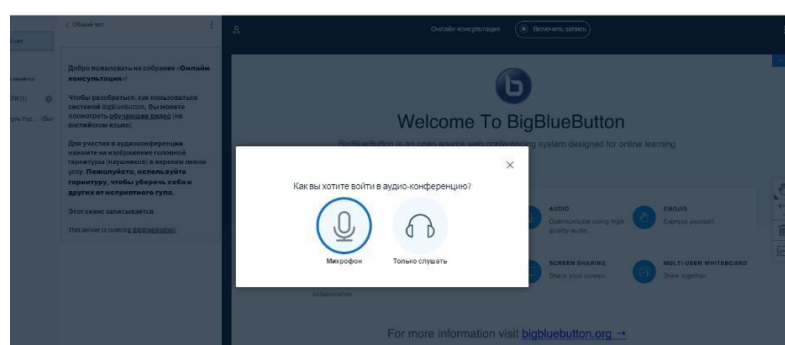 Общий чат
Онлайн-консультация
Включить запись
Добро пожаловать на собрание «Онлайн-
консультация»!
Чтобы разобраться, как пользоваться
системой BigBlueButton, Вы можете
посмотреть обучающие видео (на
английском языке).
Для участия в аудиоконференции
нажмите на изображение головной
гарнитуры (наушников) в верхнем левом
углу. Пожалуйста, используйте
гарнитуру, чтобы уберечь себя и
других от неприятного гула.
Этот сеанс записывается.
This server is running BigBlueButton.
b
Welcome To BigBlueButton
BigBlueButton is an open source web conferencing system designed for online learning
Как вы хотите войти в аудио-конференцию?
Микрофон
Только слушать
AUDIO
Communicate using high
quality audio.
EMOJIS
Express yourself.
SCREEN SHARING
Share your screen.
MULTI-USER WHITEBOARD
Draw together.
For more information visit bigbluebutton.org →